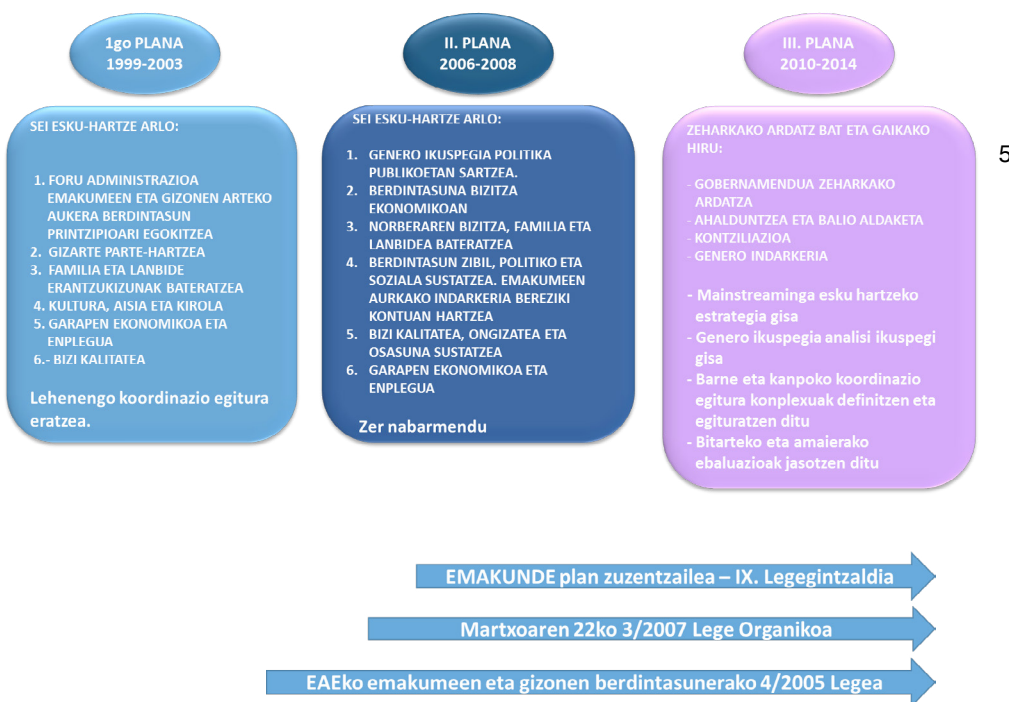 1go PLANA
1999-2003
SEI ESKU-HARTZE ARLO:
1. FORU ADMINISTRAZIOA
EMAKUMEEN ETA GIZONEN ARTEKO
AUKERA BERDINTASUN
PRINTZIPIOARI EGOKITZEA
2. GIZARTE PARTE-HARTZEA
3. FAMILIA ETA LANBIDE
ERANTZUKIZUNAK BATERATZEA
4. KULTURA, AISIA ETA KIROLA
5. GARAPEN EKONOMIKOA ETA
ENPLEGUA
6.- BIZI KALITATEA
Lehenengo koordinazio egitura
eratzea.
II. PLANA
2006-2008
SEI ESKU-HARTZE ARLO:
1. GENERO IKUSPEGIA POLITIKA
PUBLIKOETAN SARTZEA.
2. BERDINTASUNA BIZITZA
EKONOMIKOAN
3. NORBERAREN BIZITZA, FAMILIA ETA
LANBIDEA BATERATZEA
4. BERDINTASUN ZIBIL, POLITIKO ETA
SOZIALA SUSTATZEA. EMAKUMEEN
AURKAKO INDARKERIA BEREZIKI
KONTUAN HARTZEA
5. BIZI KALITATEA, ONGIZATEA ETA
OSASUNA SUSTATZEA
6. GARAPEN EKONOMIKOA ETA
ENPLEGUA
Zer nabarmendu
III. PLANA
2010-2014
ZEHARKAKO ARDATZ BAT ETA GAIKAKO
HIRU:
- GOBERNAMENDUA ZEHARKAKO
ARDATZA
- AHALDUNTZEA ETA BALIO ALDAKETA
- KONTZILIAZIOA
- GENERO INDARKERIA
- Mainstreaminga esku hartzeko
estrategia gisa
- Genero ikuspegia analisi ikuspegi
gisa
- Barne eta kanpoko koordinazio
egitura konplexuak definitzen eta
egituratzen ditu
- Bitarteko eta amaierako
ebaluazioak jasotzen ditu
5
EMAKUNDE plan zuzentzailea – IX. Legegintzaldia
Martxoaren 22ko 3/2007 Lege Organikoa
EAEko emakumeen eta gizonen berdintasunerako 4/2005 Legea